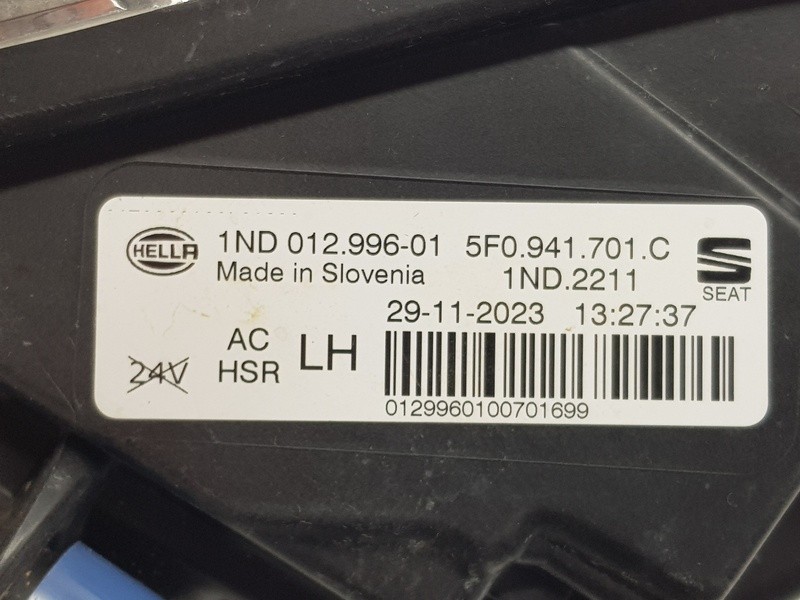 HELLA
1ND 012.996-01 5F0.941.701.C
Made in Slovenia 1ND.2211
SEAT
29-11-2023 13:27:37
AC
HSR
LH
24V
0129960100701699